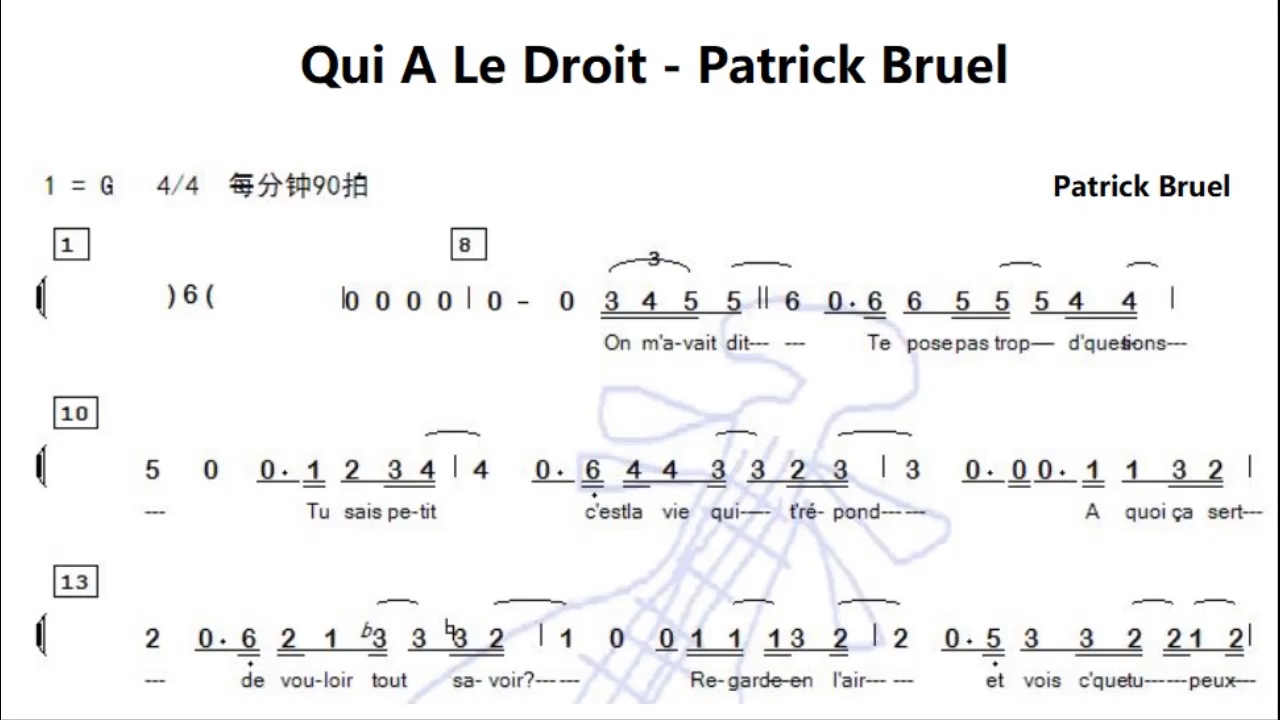 Qui A Le Droit - Patrick Bruel
1 = G 4/4 每分钟90拍
Patrick Bruel
1 8
)6( |0 0 0 0 | 0 - 0 3 4 5 5 || 6 0· 6 6 5 5 5 4 4 |
3
On m'a-vait dit--- --- Te pose pas trop— d'questions---
10
5 0 0· 1 2 3 4 | 4 0· 6 4 4 3 3 2 3 | 3 0· 0 0· 1 1 3 2 |
--- Tu sais pe-tit c'estla vie qui—- t'ré- pond------ A quoi ça sert---
13
2 0· 6 2 1 b3 3 ♮3 2 | 1 0 0 1 1 1 3 2 | 2 0· 5 3 3 2 2 1 2|
--- de vou-loir tout sa- voir?------ Re-garde-en l'air--- --- et vois c'quetu------peux---